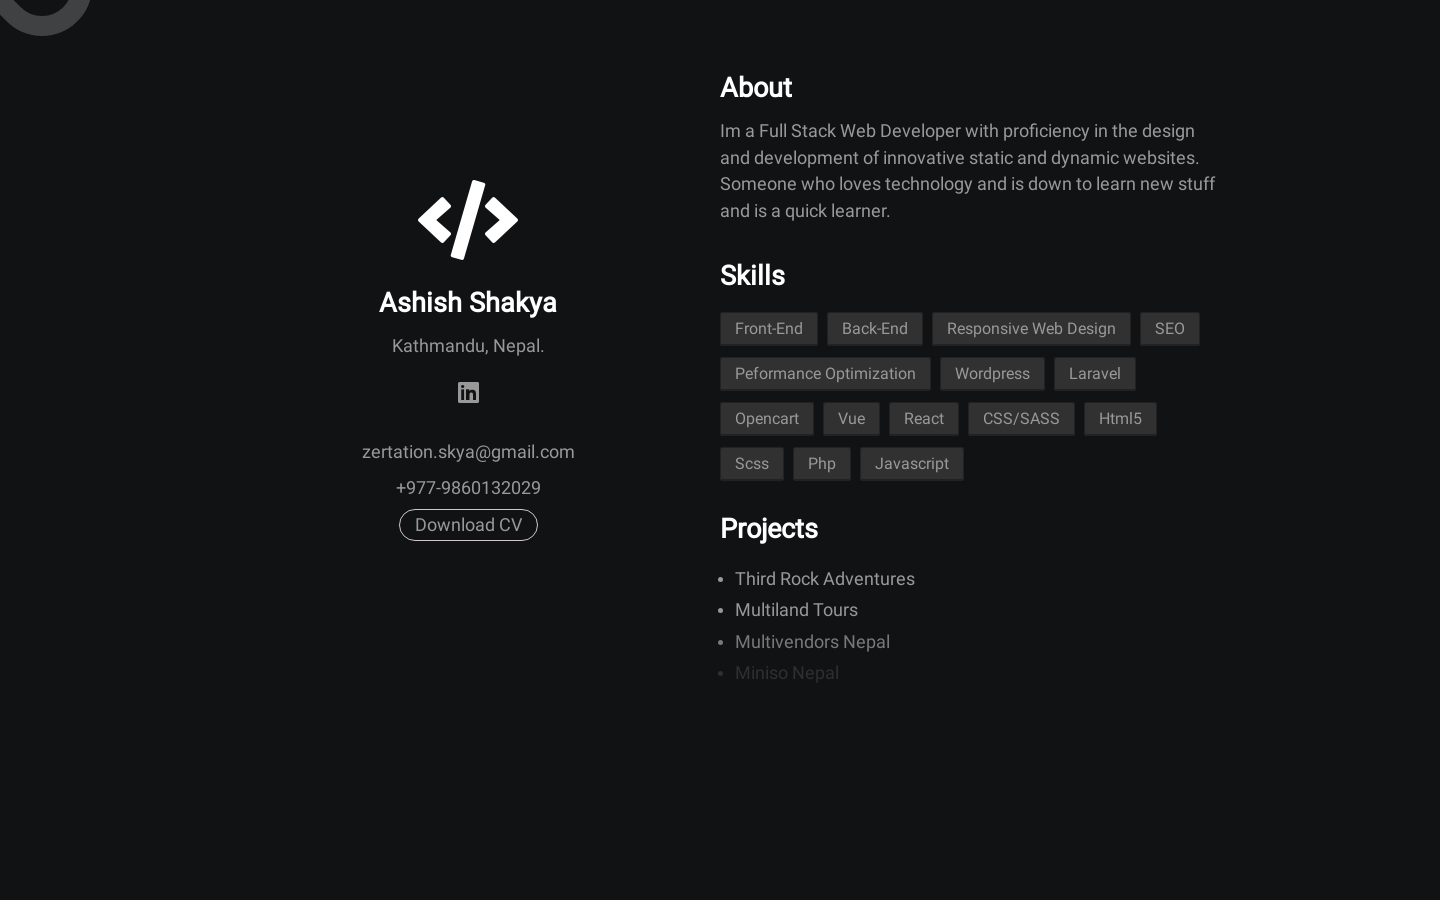 Ashish Shakya
Kathmandu, Nepal.
zertation.skya@gmail.com
+977-9860132029
Download CV
About
Im a Full Stack Web Developer with proficiency in the design
and development of innovative static and dynamic websites.
Someone who loves technology and is down to learn new stuff
and is a quick learner.
Skills
Front-End Back-End Responsive Web Design SEO
Peformance Optimization Wordpress Laravel
Opencart Vue React CSS/SASS Html5
Scss Php Javascript
Projects
Third Rock Adventures
Multiland Tours
Multivendors Nepal
Miniso Nepal